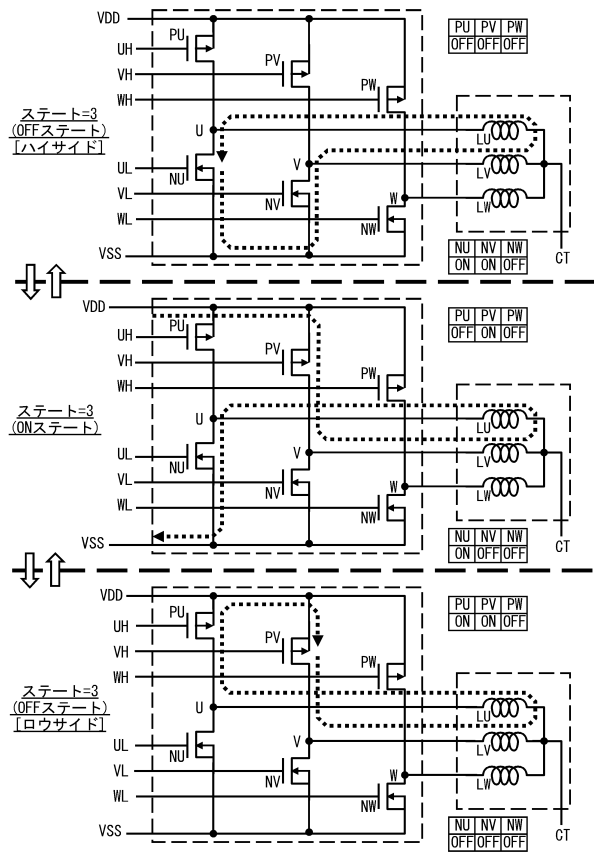 VDD
PU
UH
PV
VH
PW
WH
PU PV PW
OFF OFF OFF
ステート=3
(OFFステート)
[ハイサイド]
U
LU
UL
NU
V
LV
VL
NV
W
LW
WL
NW
VSS
NU NV NW
ON ON OFF
CT
VDD
PU
UH
PV
VH
PW
WH
PU PV PW
OFF ON OFF
ステート=3
(ONステート)
U
LU
UL
NU
V
LV
VL
NV
W
LW
WL
NW
VSS
NU NV NW
ON OFF OFF
CT
VDD
PU
UH
PV
VH
PW
WH
PU PV PW
ON ON OFF
ステート=3
(OFFステート)
[ロウサイド]
U
LU
UL
NU
V
LV
VL
NV
W
LW
WL
NW
VSS
NU NV NW
OFF OFF OFF
CT